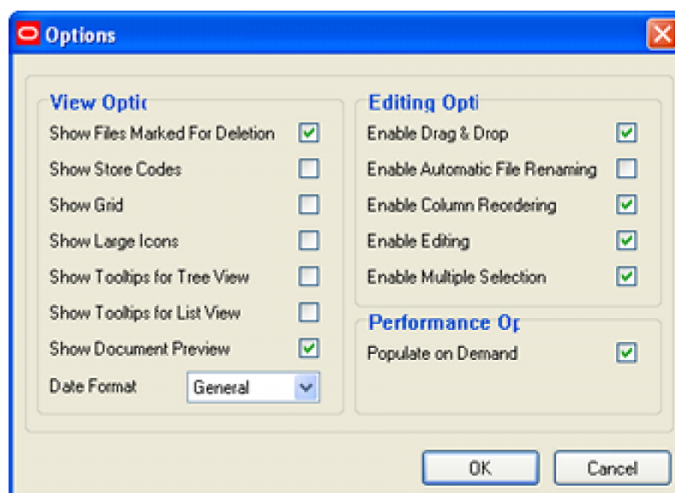 Options
View Optic
Show Files Marked For Deletion
Show Store Codes
Show Grid
Show Large Icons
Show Tooltips for Tree View
Show Tooltips for List View
Show Document Preview
Date Format General
Editing Opti
Enable Drag & Drop
Enable Automatic File Renaming
Enable Column Reordering
Enable Editing
Enable Multiple Selection
Performance Op
Populate on Demand
OK Cancel